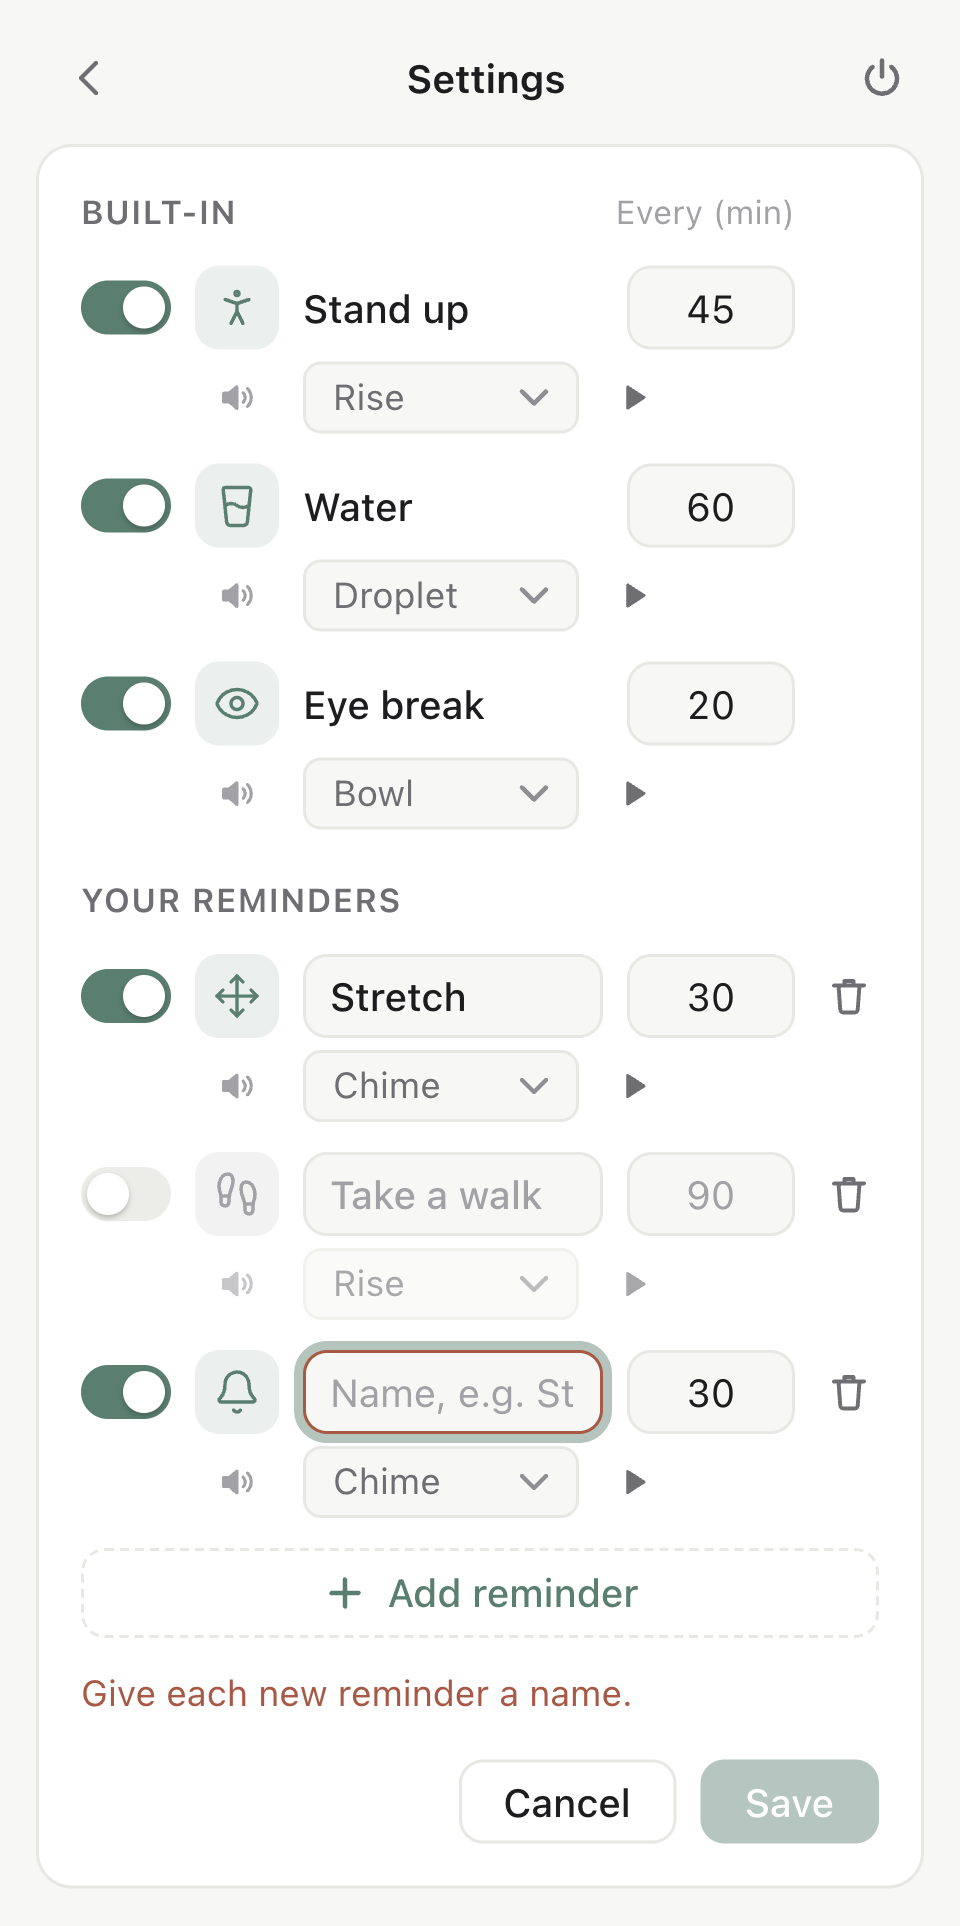 Settings
BUILT-IN Every (min)
Stand up 45
Rise
Water 60
Droplet
Eye break 20
Bowl
YOUR REMINDERS
Stretch 30
Chime
Take a walk 90
Rise
Name, e.g. St 30
Chime
+ Add reminder
Give each new reminder a name.
Cancel Save